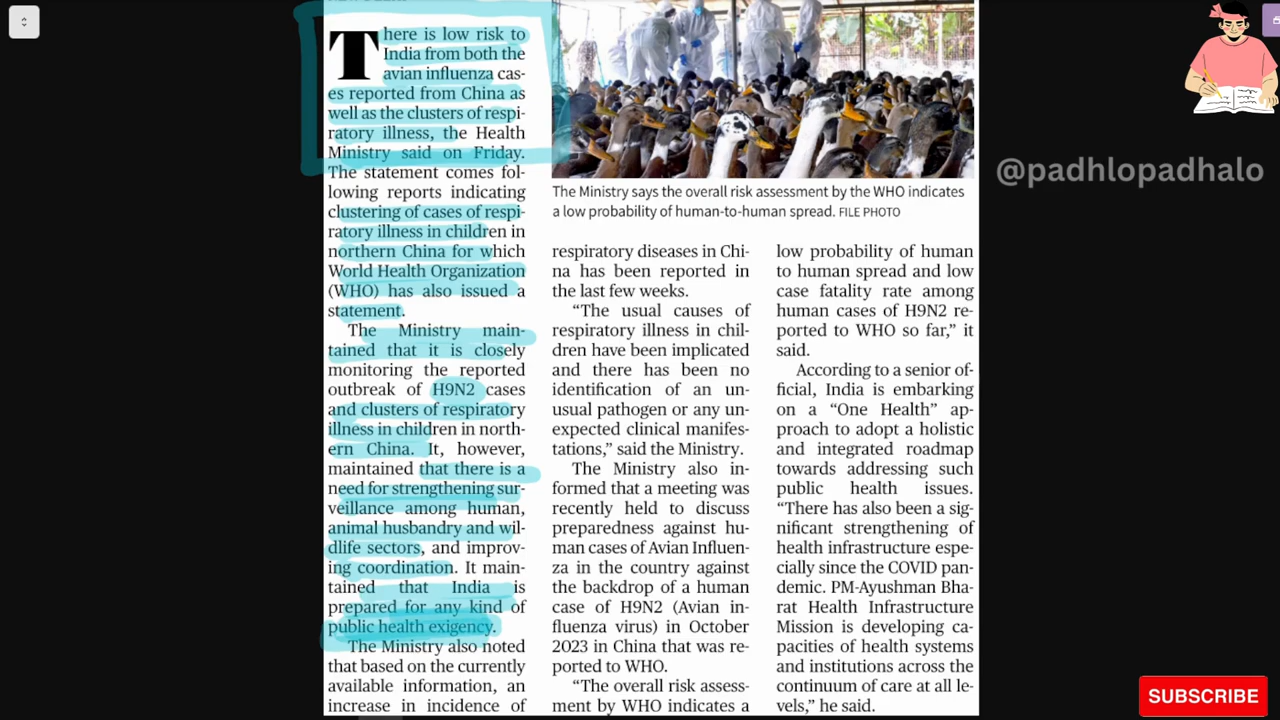 There is low risk to
India from both the
avian influenza cas-
es reported from China as
well as the clusters of respi-
ratory illness, the Health
Ministry said on Friday.
The statement comes fol-
lowing reports indicating
clustering of cases of respi-
ratory illness in children in
northern China for which
World Health Organization
(WHO) has also issued a
statement.
The Ministry main-
tained that it is closely
monitoring the reported
outbreak of H9N2 cases
and clusters of respiratory
illness in children in north-
ern China. It, however,
maintained that there is a
need for strengthening sur-
veillance among human,
animal husbandry and wil-
dlife sectors, and improv-
ing coordination. It main-
tained that India is
prepared for any kind of
public health exigency.
The Ministry also noted
that based on the currently
available information, an
increase in incidence of
The Ministry says the overall risk assessment by the WHO indicates
a low probability of human-to-human spread. FILE PHOTO
respiratory diseases in Chi-
na has been reported in
the last few weeks.
“The usual causes of
respiratory illness in chil-
dren have been implicated
and there has been no
identification of an un-
usual pathogen or any un-
expected clinical manifes-
tations,” said the Ministry.
The Ministry also in-
formed that a meeting was
recently held to discuss
preparedness against hu-
man cases of Avian Influen-
za in the country against
the backdrop of a human
case of H9N2 (Avian in-
fluenza virus) in October
2023 in China that was re-
ported to WHO.
“The overall risk assess-
ment by WHO indicates a
low probability of human
to human spread and low
case fatality rate among
human cases of H9N2 re-
ported to WHO so far,” it
said.
According to a senior of-
ficial, India is embarking
on a “One Health” ap-
proach to adopt a holistic
and integrated roadmap
towards addressing such
public health issues.
“There has also been a sig-
nificant strengthening of
health infrastructure espe-
cially since the COVID pan-
demic. PM-Ayushman Bha-
rat Health Infrastructure
Mission is developing ca-
pacities of health systems
and institutions across the
continuum of care at all le-
vels,” he said.
@padhlopadhalo
SUBSCRIBE